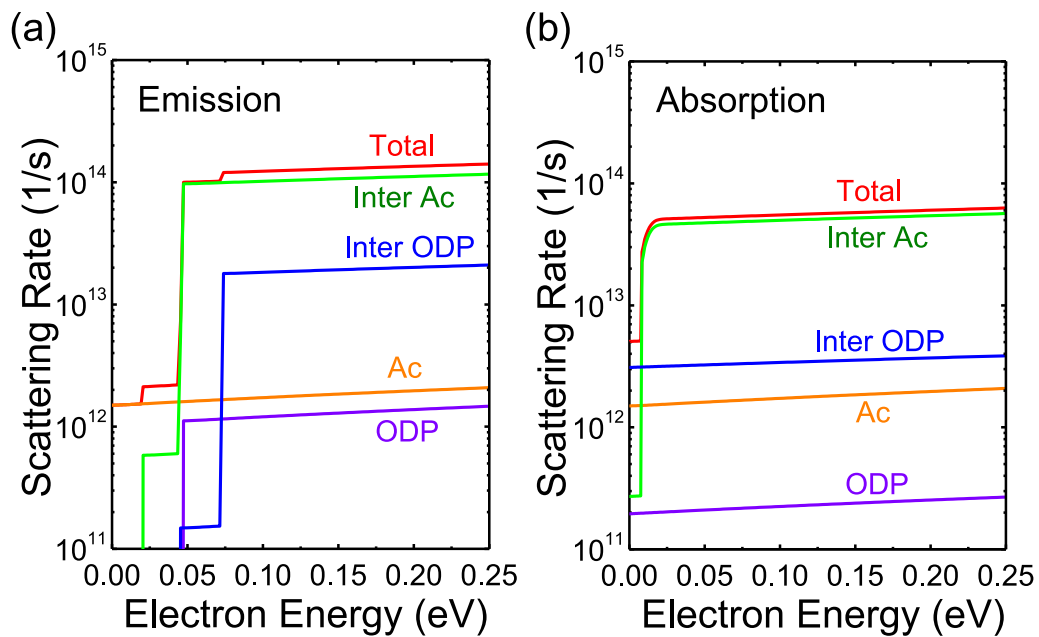 (a)
Scattering Rate (1/s)
10^15
10^14
10^13
10^12
10^11
Emission
Total
Inter Ac
Inter ODP
Ac
ODP
0.00 0.05 0.10 0.15 0.20 0.25
Electron Energy (eV)
(b)
Scattering Rate (1/s)
10^15
10^14
10^13
10^12
10^11
Absorption
Total
Inter Ac
Inter ODP
Ac
ODP
0.00 0.05 0.10 0.15 0.20 0.25
Electron Energy (eV)